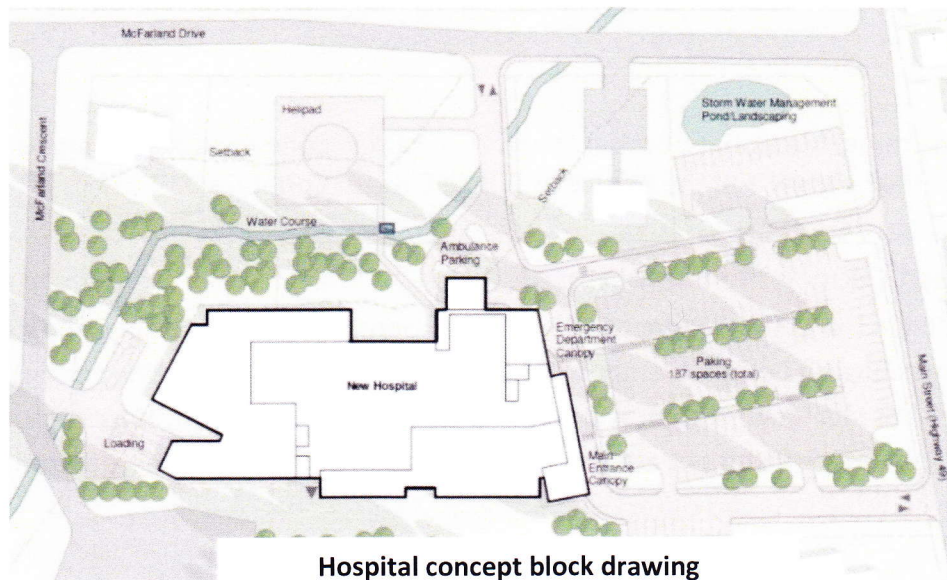 McFarland Drive
Helipad
Storm Water Management
Pond/Landscaping
McFarland Crescent
Setback
Setback
Water Course
Ambulance
Parking
Emergency
Department
Canopy
Paking
187 spaces (total)
New Hospital
Main Street (Highway 49)
Loading
Main
Entrance
Canopy
Hospital concept block drawing